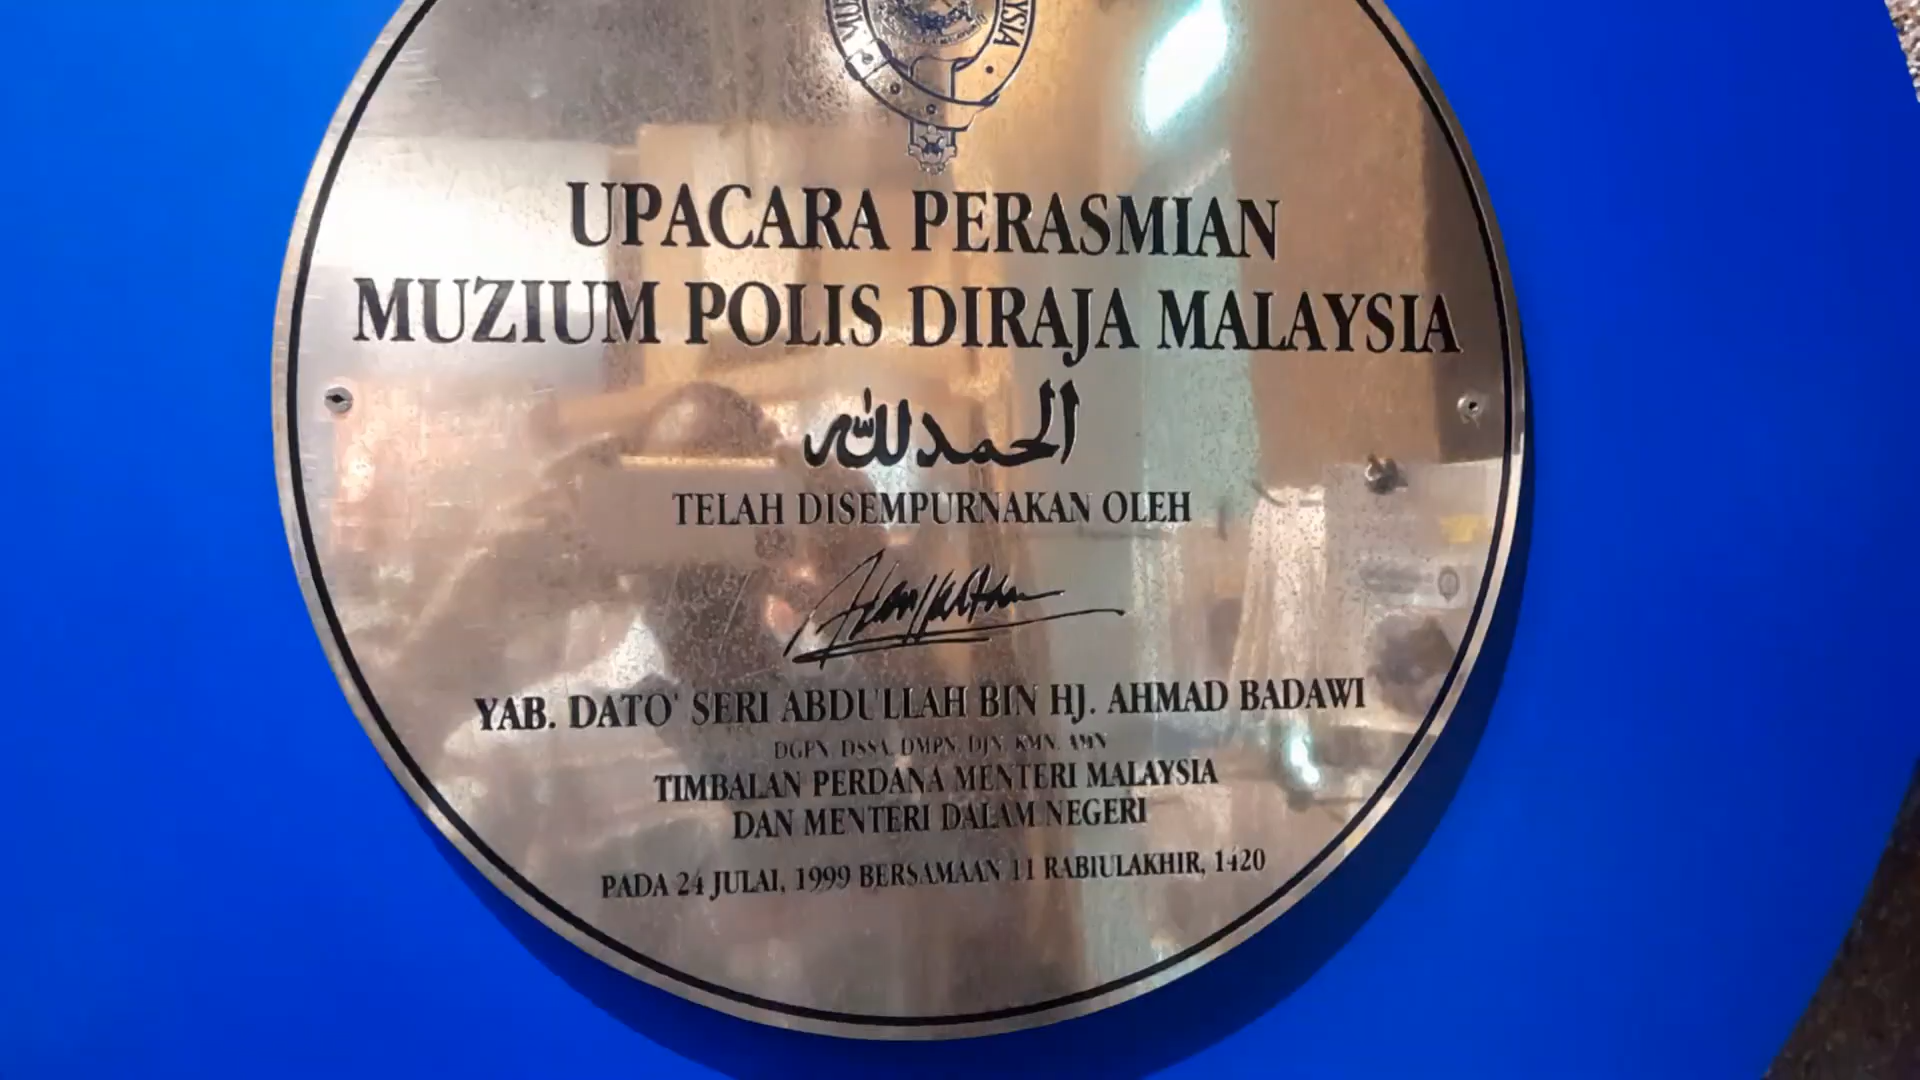 UPACARA PERASMIAN
MUZIUM POLIS DIRAJA MALAYSIA
الحمد لله
TELAH DISEMPURNAKAN OLEH
YAB. DATO' SERI ABDULLAH BIN HJ. AHMAD BADAWI
DGPN. DSSA. DMPN. DJN. KMN. AMN
TIMBALAN PERDANA MENTERI MALAYSIA
DAN MENTERI DALAM NEGERI
PADA 24 JULAI, 1999 BERSAMAAN 11 RABIULAKHIR, 1420